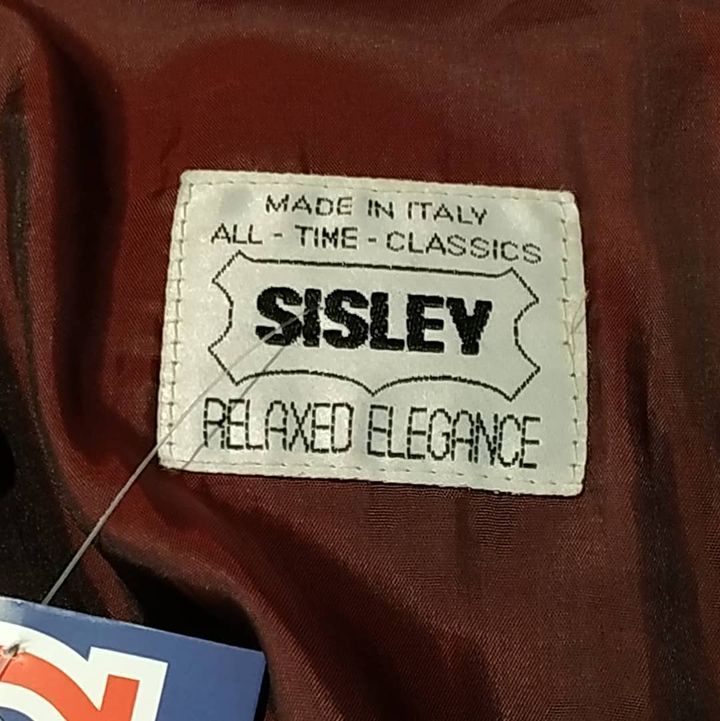 MADE IN ITALY
ALL - TIME - CLASSICS
SISLEY
RELAXED ELEGANCE